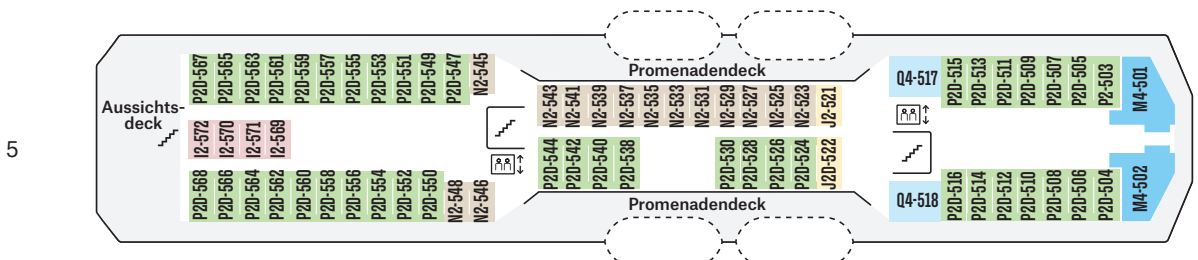 5
Aussichts-
deck
P2D-567
P2D-565
P2D-563
P2D-561
P2D-559
P2D-557
P2D-555
P2D-553
P2D-551
P2D-549
P2D-547
N2-545
I2-572
I2-570
I2-571
I2-569
P2D-568
P2D-566
P2D-564
P2D-562
P2D-560
P2D-558
P2D-556
P2D-554
P2D-552
P2D-550
N2-548
N2-546
Promenadendeck
N2-543
N2-541
N2-539
N2-537
N2-535
N2-533
N2-531
N2-529
N2-527
N2-525
N2-523
J2-521
P2D-544
P2D-542
P2D-540
P2D-538
P2D-530
P2D-528
P2D-526
P2D-524
J2D-522
Promenadendeck
Q4-517
P2D-515
P2D-513
P2D-511
P2D-509
P2D-507
P2D-505
P2-503
M4-501
Q4-518
P2D-516
P2D-514
P2D-512
P2D-510
P2D-508
P2D-506
P2D-504
M4-502